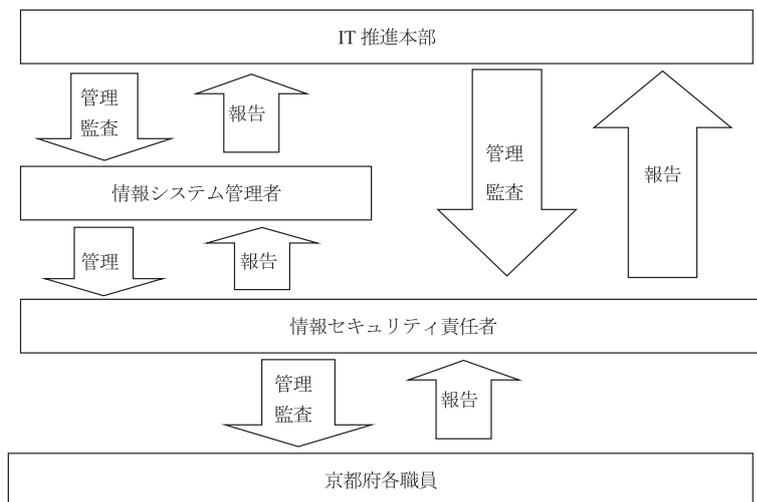 IT 推進本部
管理
監査
報告
管理
監査
報告
情報システム管理者
管理
報告
情報セキュリティ責任者
管理
監査
報告
京都府各職員